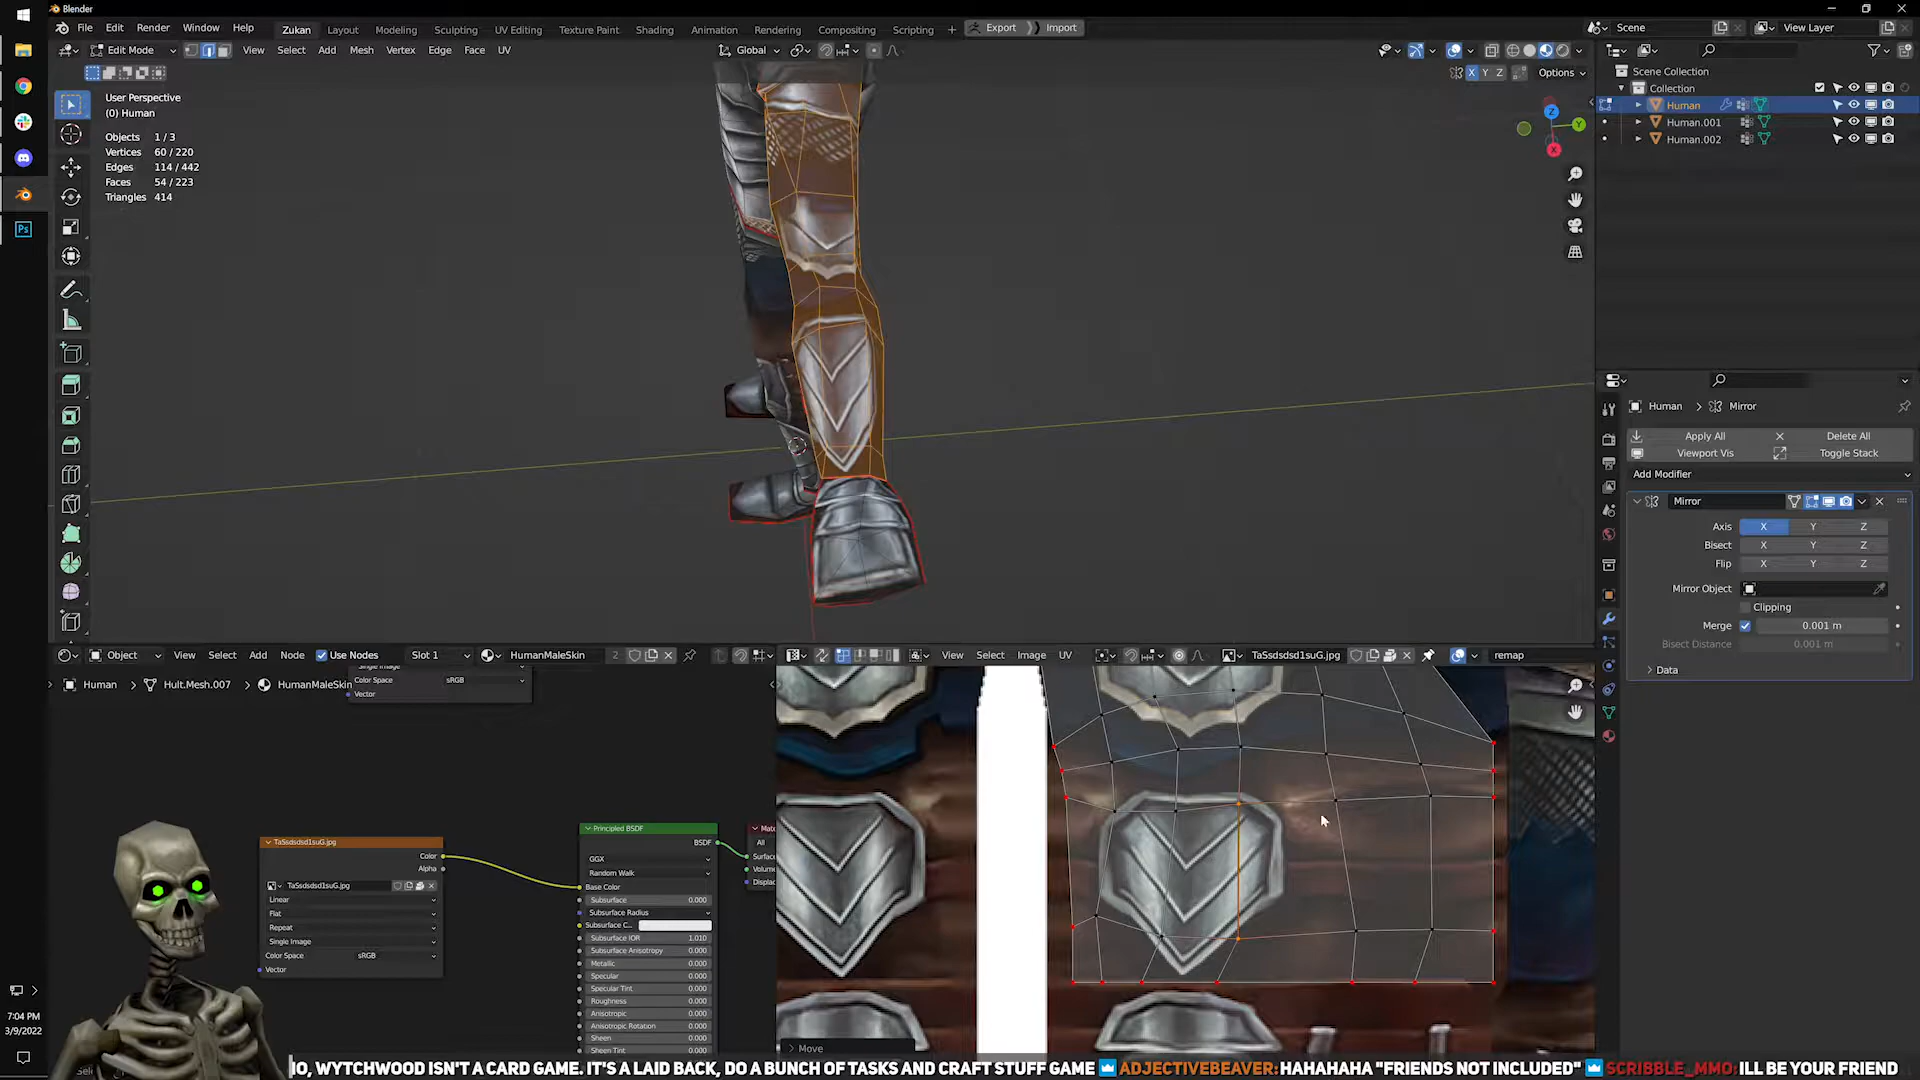 Blender
File Edit Render Window Help Zukan Layout Modeling Sculpting UV Editing Texture Paint Shading Animation Rendering Compositing Scripting + Export Import Scene View Layer
Edit Mode View Select Add Mesh Vertex Edge Face UV Global
X Y Z Options
User Perspective
(0) Human
Objects 1 / 3
Vertices 60 / 220
Edges 114 / 442
Faces 54 / 223
Triangles 414
Z
Y
X
Scene Collection
Collection
Human
Human.001
Human.002
Human > Mirror
Apply All Delete All
Viewport Vis Toggle Stack
Add Modifier
Mirror
Axis X Y Z
Bisect X Y Z
Flip X Y Z
Mirror Object
Clipping
Merge 0.001 m
Bisect Distance 0.001 m
Data
Object View Select Add Node Use Nodes Slot 1 HumanMaleSkin 2
View Select Image UV TaSsdsdsd1suG.jpg remap
Human > Hult.Mesh.007 > HumanMaleSkin
Single Image
Color Space sRGB
Vector
TaSsdsdsd1suG.jpg
Color
Alpha
TaSsdsdsd1suG.jpg
Linear
Flat
Repeat
Single Image
Color Space sRGB
Vector
Principled BSDF
BSDF
GGX
Random Walk
Base Color
Subsurface 0.000
Subsurface Radius
Subsurface C..
Subsurface IOR 1.010
Subsurface Anisotropy 0.000
Metallic 0.000
Specular 0.000
Specular Tint 0.000
Roughness 0.000
Anisotropic 0.000
Anisotropic Rotation 0.000
Sheen 0.000
Sheen Tint 0.000
All
Move
Ps
7:04 PM
3/9/2022
IO, WYTCHWOOD ISN'T A CARD GAME. IT'S A LAID BACK, DO A BUNCH OF TASKS AND CRAFT STUFF GAME ADJECTIVEBEAVER: HAHAHAHA "FRIENDS NOT INCLUDED" SCRIBBLE_MMO: ILL BE YOUR FRIEND